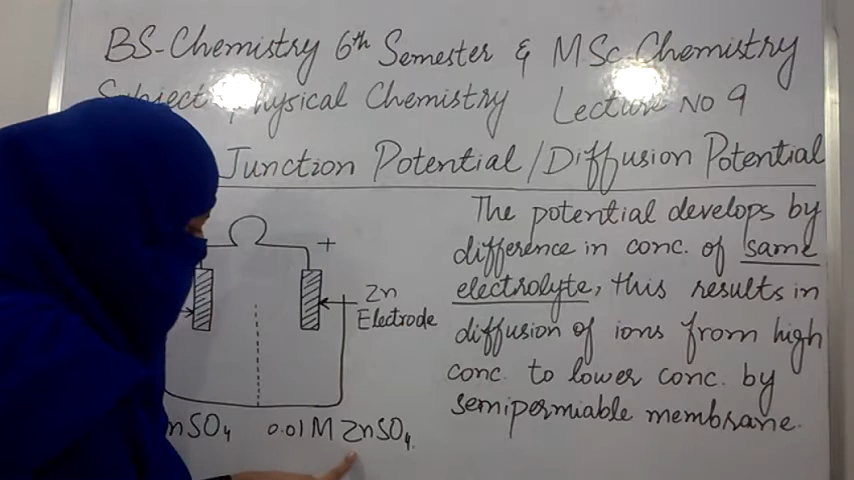 BS-Chemistry 6th Semester & MSc Chemistry
Subject Physical Chemistry Lecture No 9
Junction Potential / Diffusion Potential
The potential develops by
difference in conc. of same
electrolyte, this results in
diffusion of ions from high
conc. to lower conc. by
semipermiable membrane.
+
Zn
Electrode
nSO4 0.01 M ZnSO4.